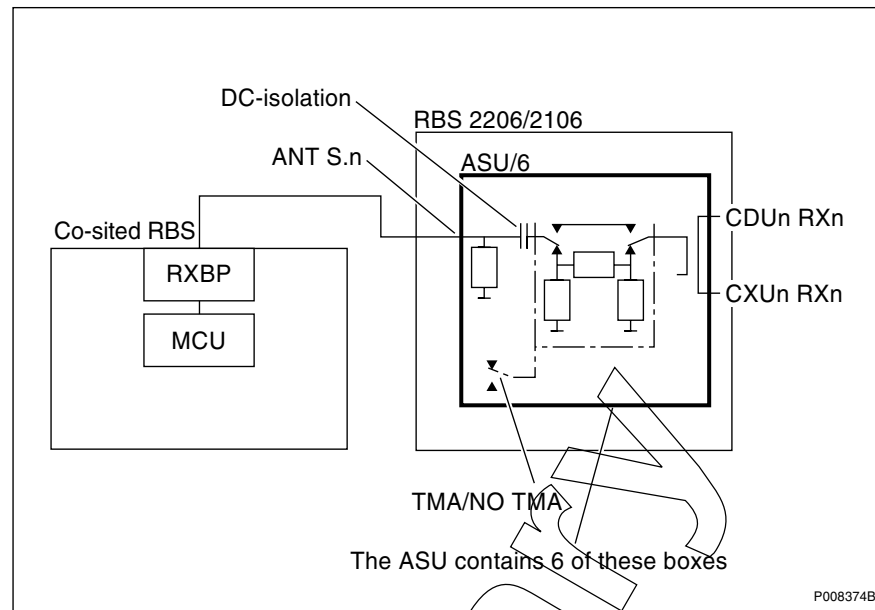 DC-isolation
RBS 2206/2106
ANT S.n
ASU/6
CDUn RXn
Co-sited RBS
RXBP
CXUn RXn
MCU
TMA/NO TMA
The ASU contains 6 of these boxes
P008374B